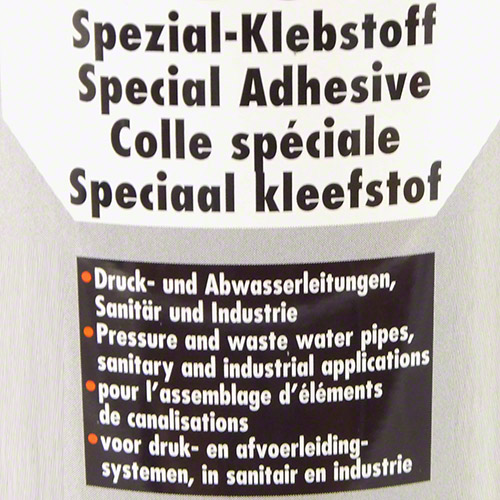 Spezial-Klebstoff
Special Adhesive
Colle spéciale
Speciaal kleefstof
• Druck- und Abwasserleitungen,
Sanitär und Industrie
• Pressure and waste water pipes,
sanitary and industrial applications
• pour l'assemblage d'éléments
de canalisations
• voor druk- en afvoerleiding-
systemen, in sanitair en industrie